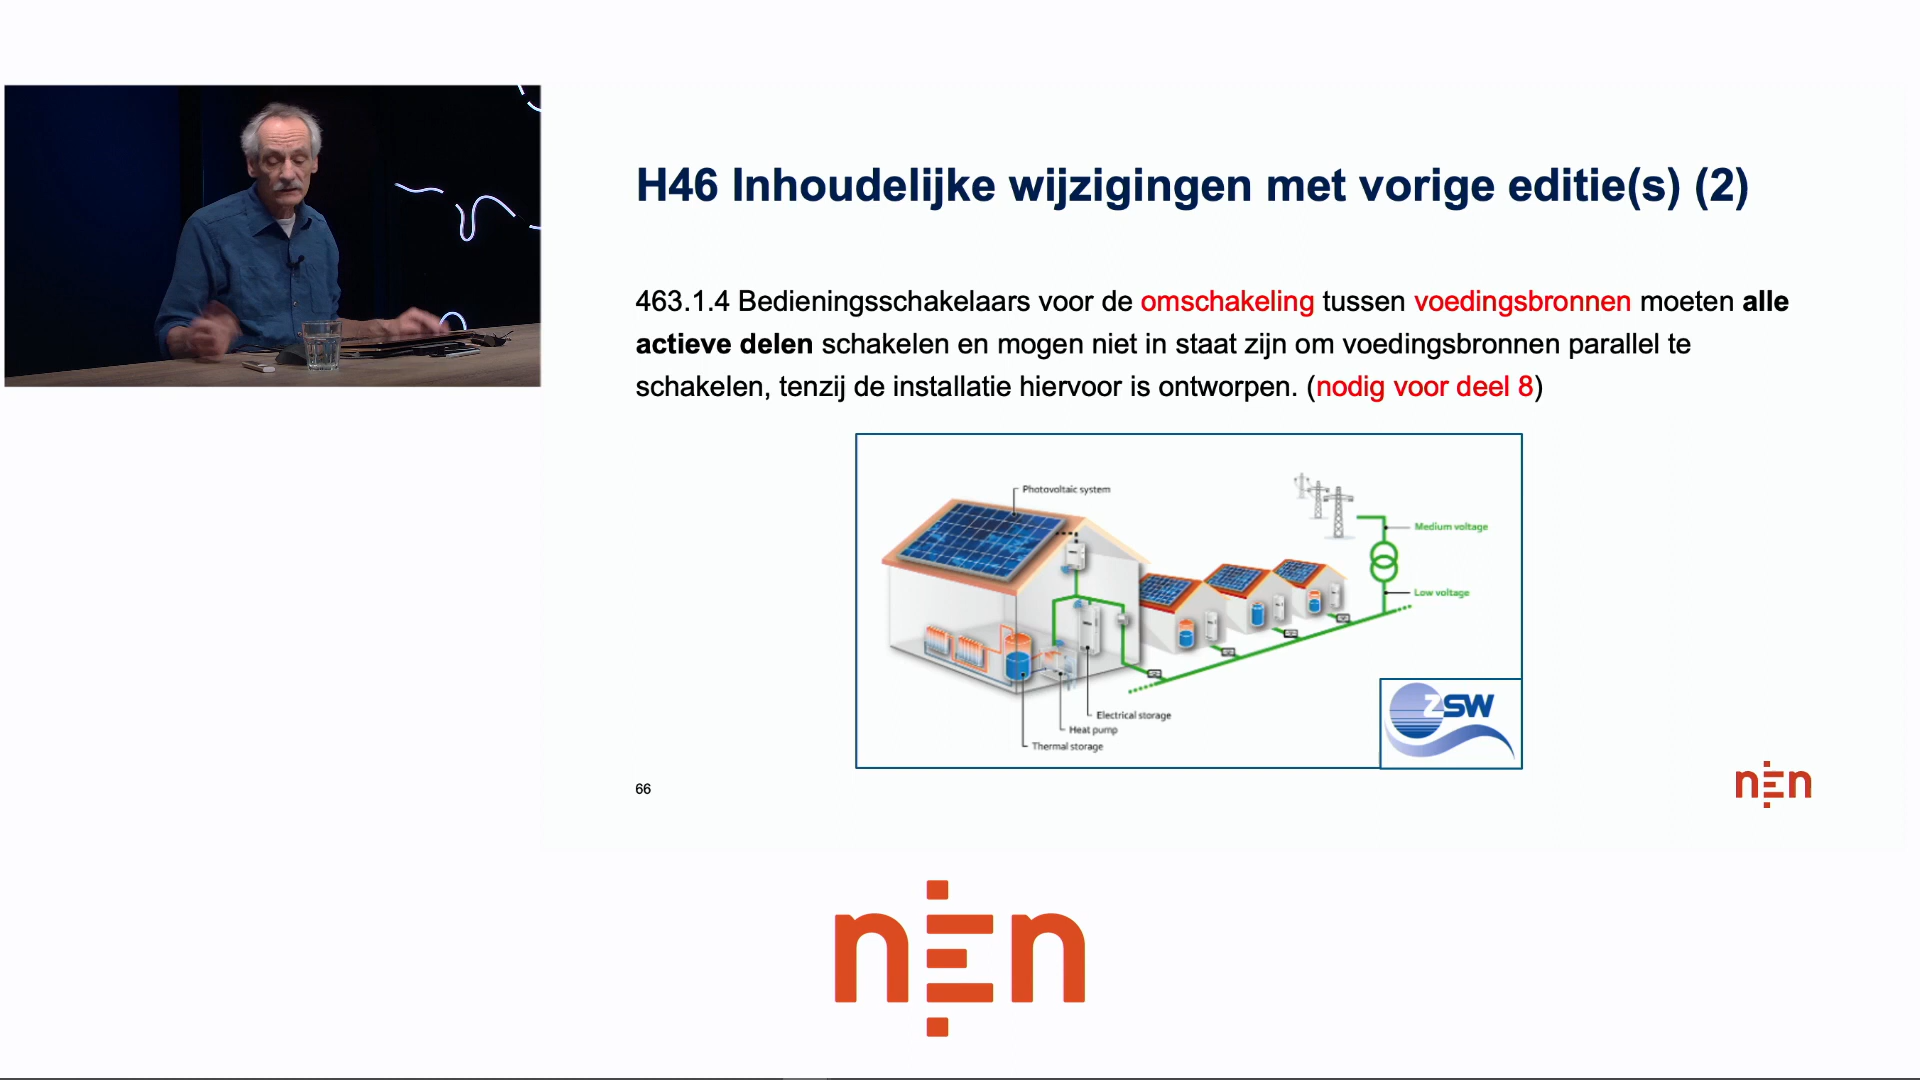 H46 Inhoudelijke wijzigingen met vorige editie(s) (2)
463.1.4 Bedieningsschakelaars voor de omschakeling tussen voedingsbronnen moeten alle
actieve delen schakelen en mogen niet in staat zijn om voedingsbronnen parallel te
schakelen, tenzij de installatie hiervoor is ontworpen. (nodig voor deel 8)
Photovoltaic system
Medium voltage
Low voltage
Electrical storage
Heat pump
Thermal storage
ZSW
66
nen
nen